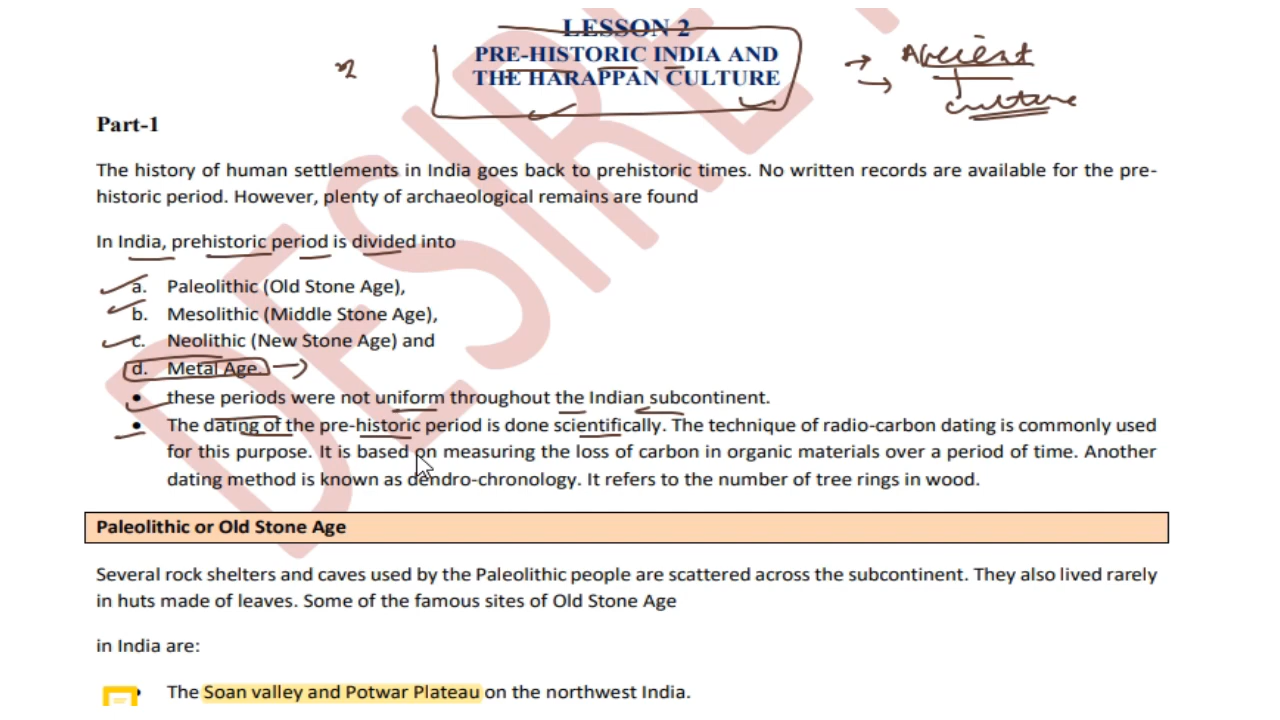 LESSON 2
PRE-HISTORIC INDIA AND
THE HARAPPAN CULTURE
Ancient
culture
Part-1
The history of human settlements in India goes back to prehistoric times. No written records are available for the pre-
historic period. However, plenty of archaeological remains are found
In India, prehistoric period is divided into
a. Paleolithic (Old Stone Age),
b. Mesolithic (Middle Stone Age),
c. Neolithic (New Stone Age) and
d. Metal Age.
• these periods were not uniform throughout the Indian subcontinent.
• The dating of the pre-historic period is done scientifically. The technique of radio-carbon dating is commonly used
for this purpose. It is based on measuring the loss of carbon in organic materials over a period of time. Another
dating method is known as dendro-chronology. It refers to the number of tree rings in wood.
Paleolithic or Old Stone Age
Several rock shelters and caves used by the Paleolithic people are scattered across the subcontinent. They also lived rarely
in huts made of leaves. Some of the famous sites of Old Stone Age
in India are:
• The Soan valley and Potwar Plateau on the northwest India.
DESIRE